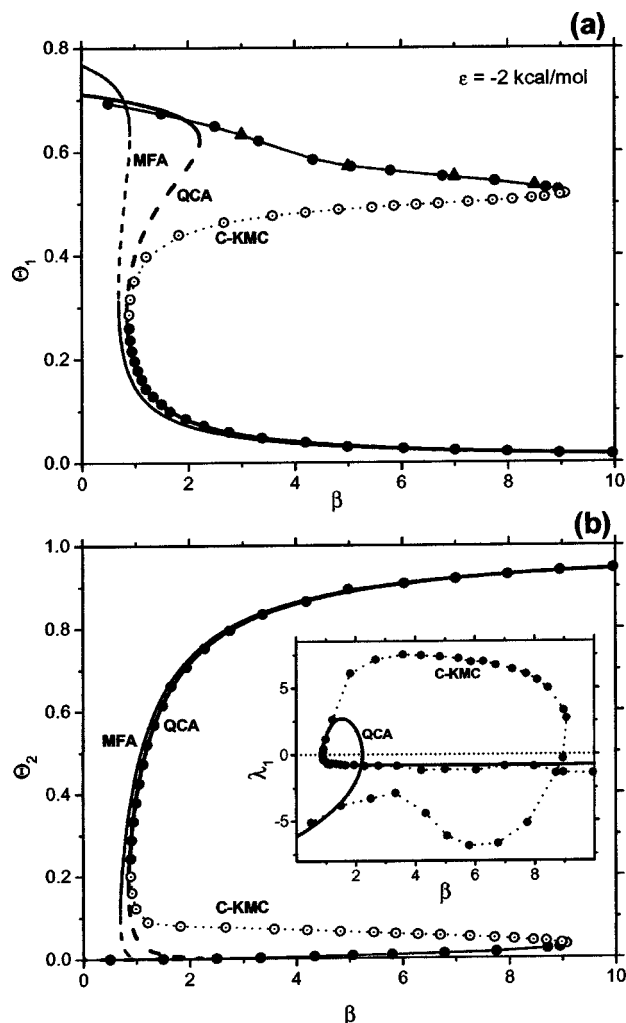 (a)
0.8
ε = -2 kcal/mol
0.6
MFA
QCA
0.4
C-KMC
Θ1
0.2
0.0
0 2 4 6 8 10
β
(b)
1.0
0.8
C-KMC
5
QCA
0.6
MFA QCA
0
Θ2
λ1
0.4
-5
2 4 6 8
β
0.2
C-KMC
0.0
0 2 4 6 8 10
β